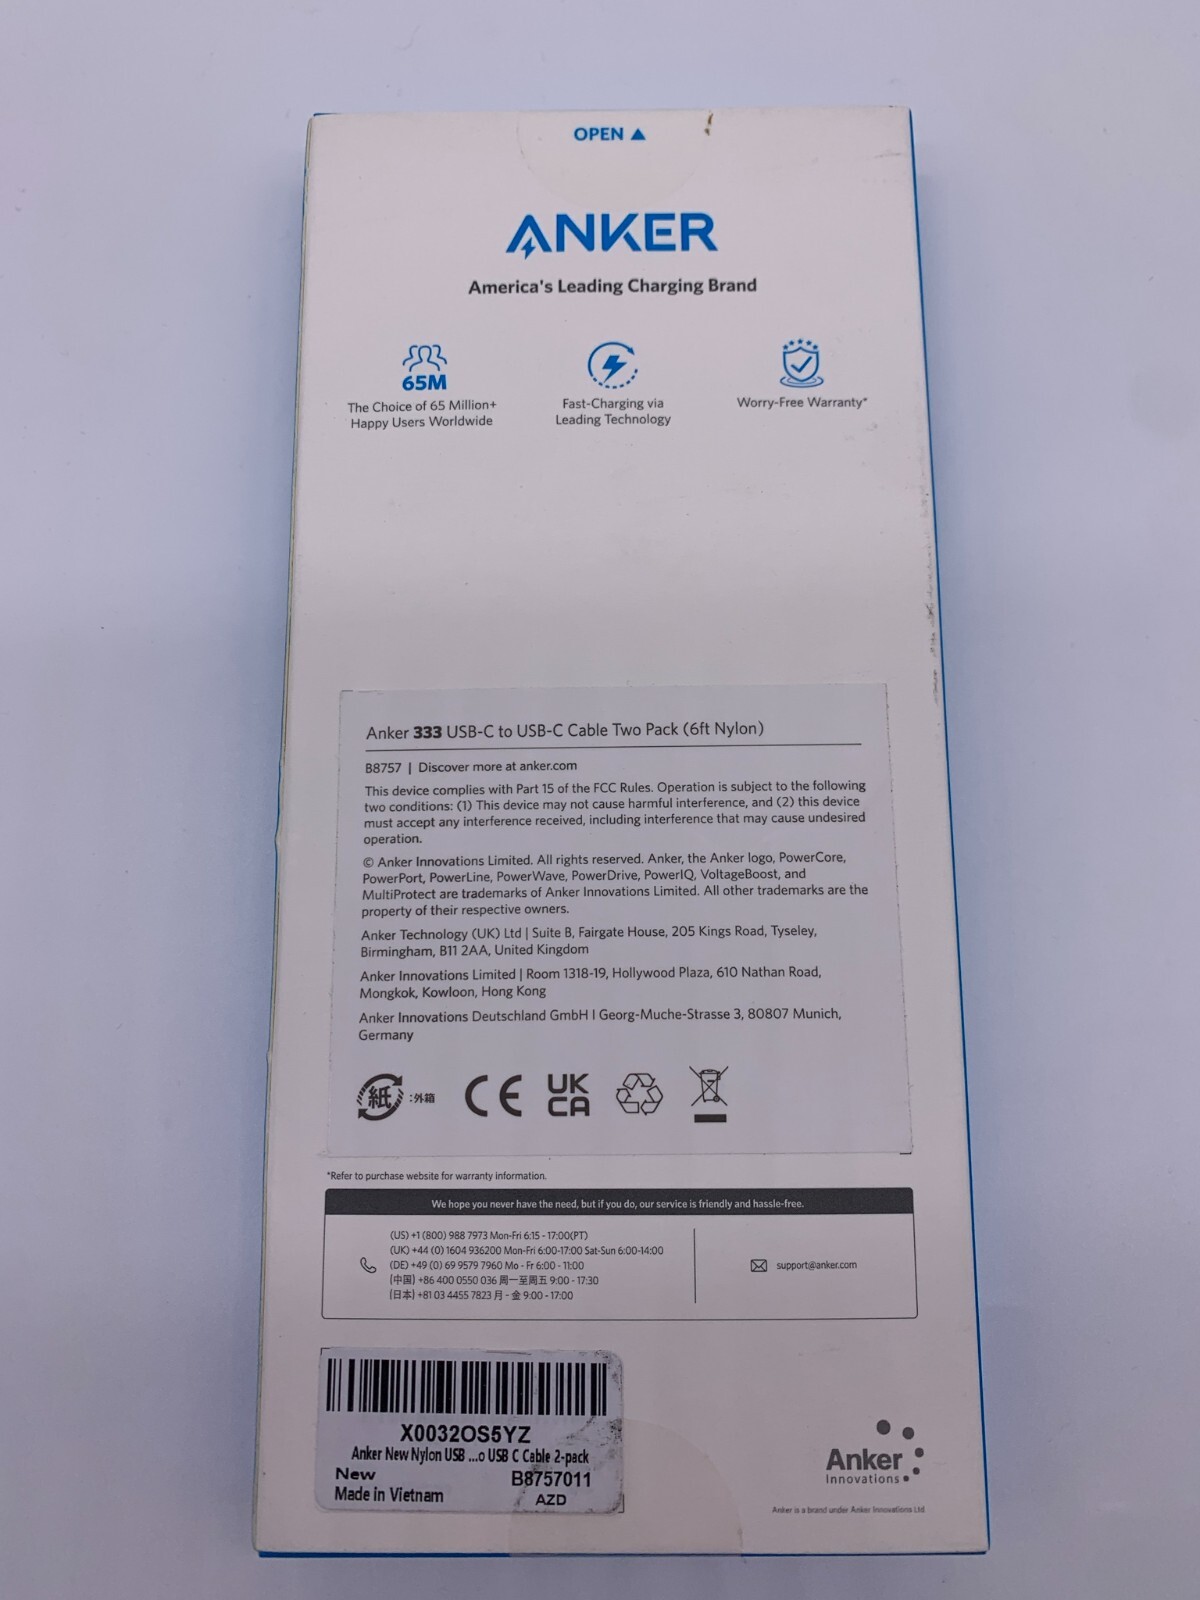 OPEN ▲
ANKER
America's Leading Charging Brand
65M
The Choice of 65 Million+
Happy Users Worldwide
Fast-Charging via
Leading Technology
Worry-Free Warranty*
Anker 333 USB-C to USB-C Cable Two Pack (6ft Nylon)
B8757 | Discover more at anker.com
This device complies with Part 15 of the FCC Rules. Operation is subject to the following
two conditions: (1) This device may not cause harmful interference, and (2) this device
must accept any interference received, including interference that may cause undesired
operation.
© Anker Innovations Limited. All rights reserved. Anker, the Anker logo, PowerCore,
PowerPort, PowerLine, PowerWave, PowerDrive, PowerIQ, VoltageBoost, and
MultiProtect are trademarks of Anker Innovations Limited. All other trademarks are the
property of their respective owners.
Anker Technology (UK) Ltd | Suite B, Fairgate House, 205 Kings Road, Tyseley,
Birmingham, B11 2AA, United Kingdom
Anker Innovations Limited | Room 1318-19, Hollywood Plaza, 610 Nathan Road,
Mongkok, Kowloon, Hong Kong
Anker Innovations Deutschland GmbH I Georg-Muche-Strasse 3, 80807 Munich,
Germany
紙 :外箱 CE UK
CA
*Refer to purchase website for warranty information.
We hope you never have the need, but if you do, our service is friendly and hassle-free.
(US) +1 (800) 988 7973 Mon-Fri 6:15 - 17:00(PT)
(UK) +44 (0) 1604 936200 Mon-Fri 6:00-17:00 Sat-Sun 6:00-14:00
(DE) +49 (0) 69 9579 7960 Mo - Fr 6:00 - 11:00
(中国) +86 400 0550 036 周一至周五 9:00 - 17:30
(日本) +81 03 4455 7823 月 - 金 9:00 - 17:00
support@anker.com
X0032OS5YZ
Anker New Nylon USB ...o USB C Cable 2-pack
New B8757011
Made in Vietnam AZD
Anker
Innovations
Anker is a brand under Anker Innovations Ltd.